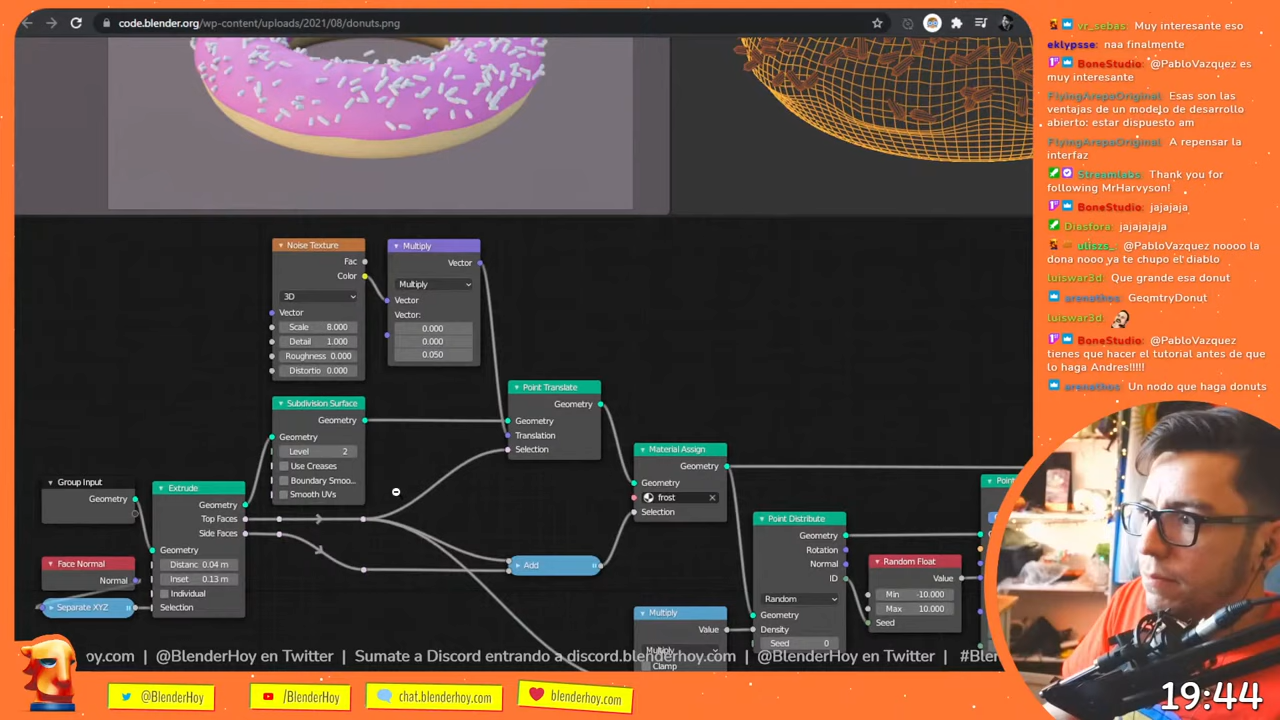 code.blender.org/wp-content/uploads/2021/08/donuts.png
Noise Texture
Fac
Color
3D
Vector
Scale 8.000
Detail 1.000
Roughness 0.000
Distortio 0.000
Multiply
Vector
Multiply
Vector
Vector:
0.000
0.000
0.050
Subdivision Surface
Geometry
Geometry
Level 2
Use Creases
Boundary Smoo...
Smooth UVs
Point Translate
Geometry
Geometry
Translation
Selection
Group Input
Geometry
Extrude
Geometry
Top Faces
Side Faces
Geometry
Distanc 0.04 m
Inset 0.13 m
Individual
Selection
Face Normal
Normal
Separate XYZ
Add
Material Assign
Geometry
Geometry
frost
Selection
Point Distribute
Geometry
Rotation
Normal
ID
Random
Geometry
Density
Seed 0
Multiply
Value
Multiply
Clamp
Random Float
Value
Min -10.000
Max 10.000
Seed
Point
vr_sebas: Muy interesante eso
eklypsse: naa finalmente
BoneStudio: @PabloVazquez es
muy interesante
FlyingArepaOriginal: Esas son las
ventajas de un modelo de desarrollo
abierto: estar dispuesto am
FlyingArepaOriginal: A repensar la
interfaz
Streamlabs: Thank you for
following MrHarvyson!
BoneStudio: jajajaja
Diasfora: jajajajaja
uliszs_: @PabloVazquez noooo la
dona nooo ya te chupo el diablo
luiswar3d: Que grande esa donut
arenathos: GeqmtryDonut
luiswar3d:
BoneStudio: @PabloVazquez
tienes que hacer el tutorial antes de que
lo haga Andres!!!!!
arenathos: Un nodo que haga donuts
oy.com | @BlenderHoy en Twitter | Sumate a Discord entrando a discord.blenderhoy.com | @BlenderHoy en Twitter | #Blen
@BlenderHoy
/BlenderHoy
chat.blenderhoy.com
blenderhoy.com
19:44